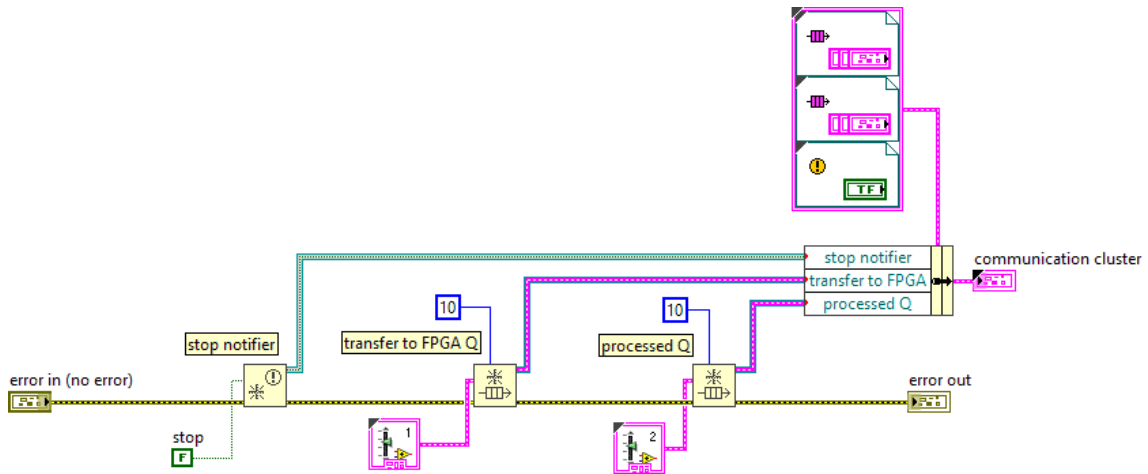 TF
stop notifier
transfer to FPGA
processed Q
communication cluster
10
10
stop notifier
transfer to FPGA Q
processed Q
error in (no error)
error out
1
2
stop
F